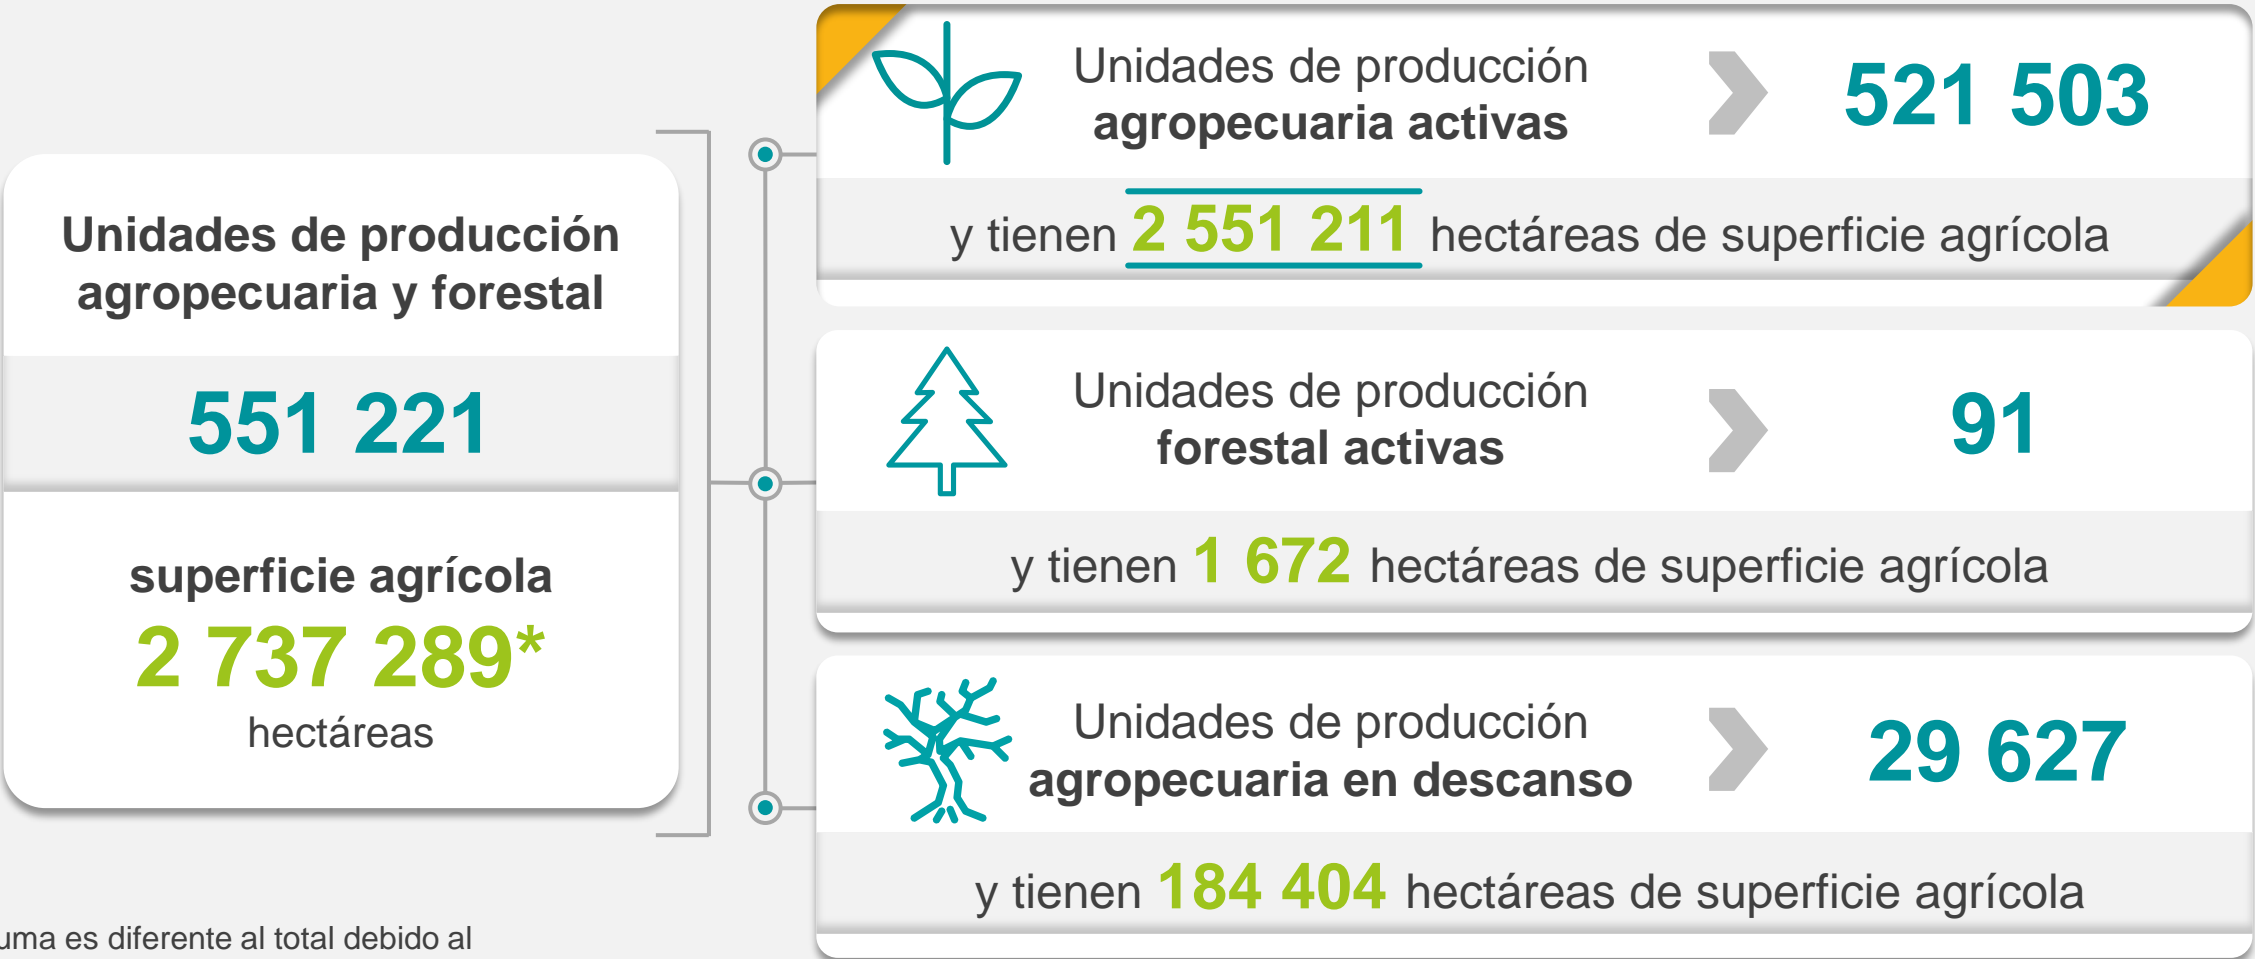 Unidades de producción
agropecuaria y forestal
551 221
superficie agrícola
2 737 289*
hectáreas
Unidades de producción
agropecuaria activas
521 503
y tienen 2 551 211 hectáreas de superficie agrícola
Unidades de producción
forestal activas
91
y tienen 1 672 hectáreas de superficie agrícola
Unidades de producción
agropecuaria en descanso
29 627
y tienen 184 404 hectáreas de superficie agrícola
es diferente al total debido al